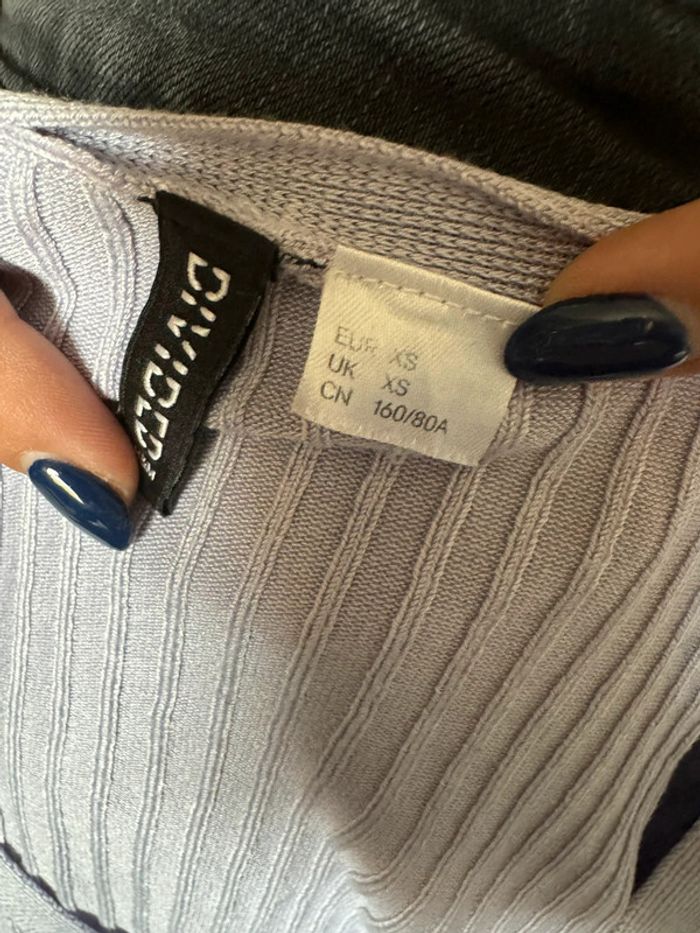 DIVIDED
EUR XS
UK XS
CN 160/80A